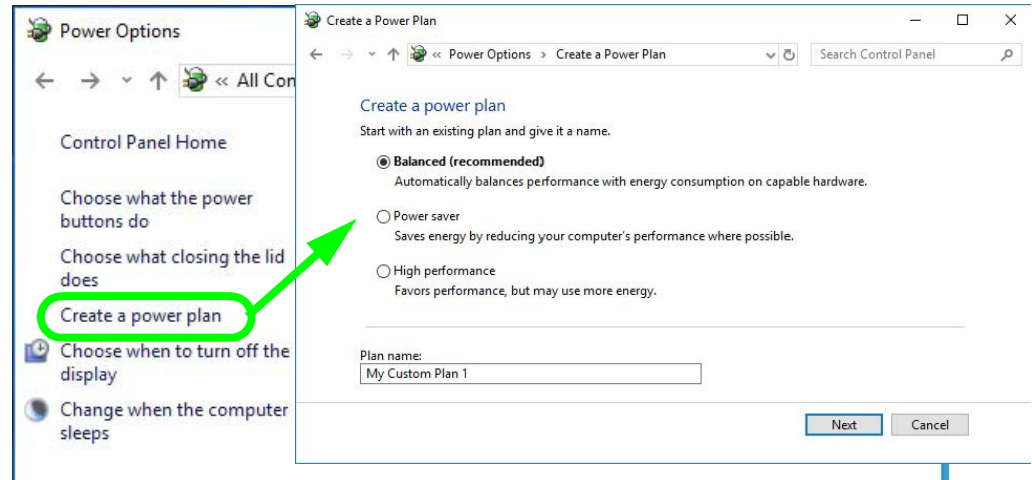 Power Options
« All Con
Control Panel Home
Choose what the power
buttons do
Choose what closing the lid
does
Create a power plan
Choose when to turn off the
display
Change when the computer
sleeps
Create a Power Plan
« Power Options > Create a Power Plan
Search Control Panel
Create a power plan
Start with an existing plan and give it a name.
Balanced (recommended)
Automatically balances performance with energy consumption on capable hardware.
Power saver
Saves energy by reducing your computer's performance where possible.
High performance
Favors performance, but may use more energy.
Plan name:
My Custom Plan 1
Next Cancel